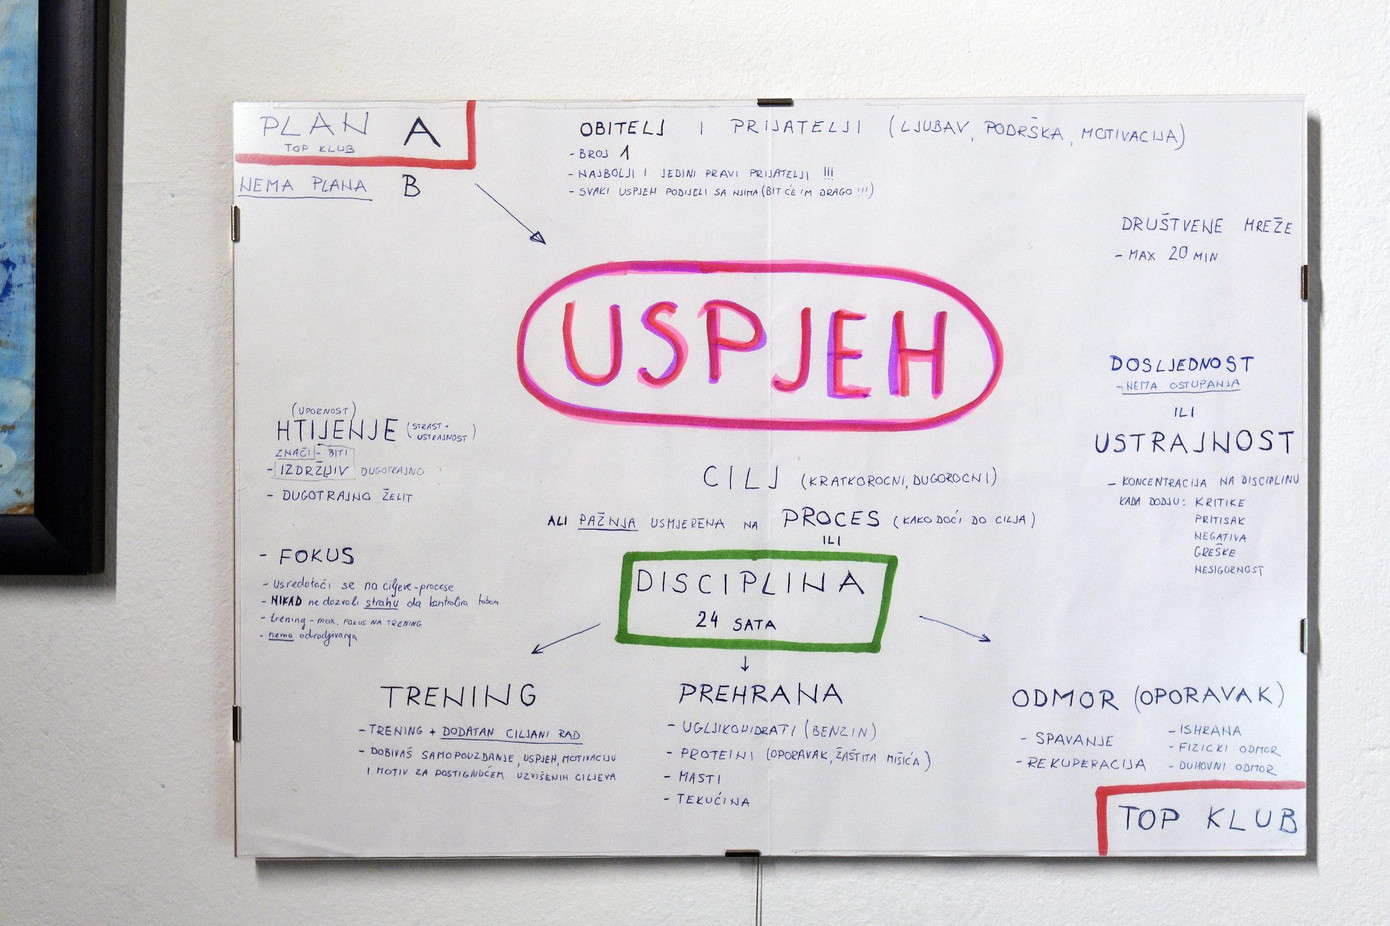 PLAN A
TOP KLUB
NEMA PLANA B
OBITELJ I PRIJATELJI (LJUBAV, PODRŠKA, MOTIVACIJA)
- BROJ 1
- NAJBOLJI I JEDINI PRAVI PRIJATELJI !!!
- SVAKI USPJEH PODIJELI SA NJIMA (BIT ĆE IM DRAGO !!!)
DRUŠTVENE MREŽE
- MAX 20 MIN
USPJEH
DOSLJEDNOST
- NEMA OSTUPANJA
ILI
USTRAJNOST
- KONCENTRACIJA NA DISCIPLINU
KADA DODJU: KRITIKE
PRITISAK
NEGATIVA
GREŠKE
NESIGURNOST
(UPORNOST)
HTIJENJE (STRAST + USTRAJNOST)
ZNAČI - BITI
- IZDRŽLJIV DUGOTRAJNO
- DUGOTRAJNO ŽELIT
CILJ (KRATKOROCNI, DUGOROCNI)
ALI PAŽNJA USMJERENA NA PROCES (KAKO DOĆI DO CILJA)
ILI
DISCIPLINA
24 SATA
- FOKUS
- Usredotoči se na ciljeve-procese
- NIKAD ne dozvoli strahu da kontrolira tobom
- trening - max. FOKUS NA TRENING
- nema odradjivanja
TRENING
- TRENING + DODATAN CILJANI RAD
- DOBIVAŠ SAMOPOUZDANJE, USPJEH, MOTIVACIJU
I MOTIV ZA POSTIGNUĆEM UZVIŠENIH CILJEVA
PREHRANA
- UGLJIKOHIDRATI (BENZIN)
- PROTEINI (OPORAVAK, ZAŠTITA MIŠIĆA)
- MASTI
- TEKUĆINA
ODMOR (OPORAVAK)
- SPAVANJE
- REKUPERACIJA
- ISHRANA
- FIZICKI ODMOR
- DUHOVNI ODMOR
TOP KLUB